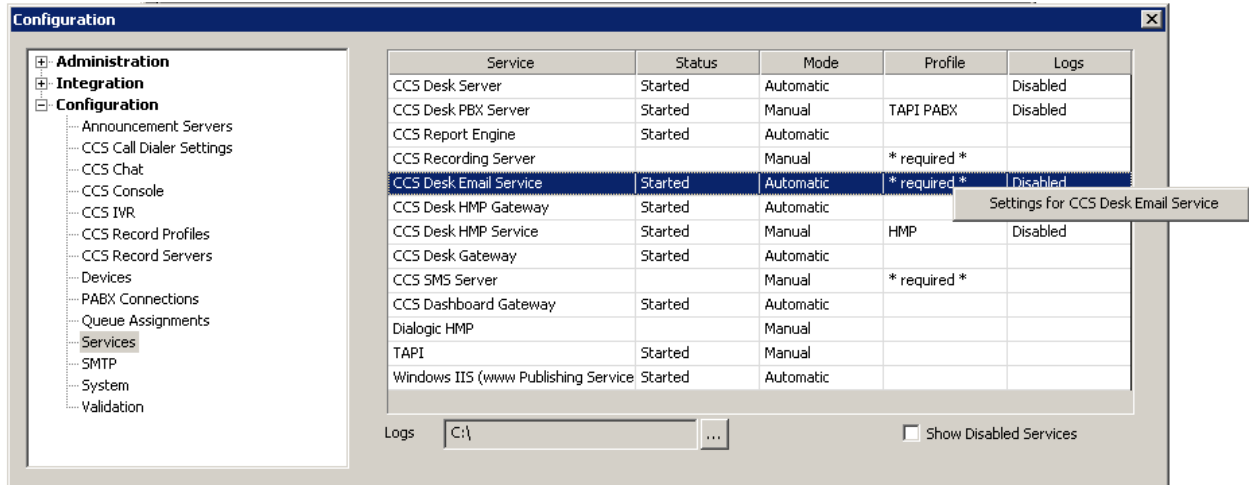 Configuration
Administration
Integration
Configuration
Announcement Servers
CCS Call Dialer Settings
CCS Chat
CCS Console
CCS IVR
CCS Record Profiles
CCS Record Servers
Devices
PABX Connections
Queue Assignments
Services
SMTP
System
Validation
Service Status Mode Profile Logs
CCS Desk Server Started Automatic Disabled
CCS Desk PBX Server Started Manual TAPI PABX Disabled
CCS Report Engine Started Automatic
CCS Recording Server Manual * required *
CCS Desk Email Service Started Automatic * required * Disabled
Settings for CCS Desk Email Service
CCS Desk HMP Gateway Started Automatic
CCS Desk HMP Service Started Manual HMP Disabled
CCS Desk Gateway Started Automatic
CCS SMS Server Manual * required *
CCS Dashboard Gateway Started Automatic
Dialogic HMP Manual
TAPI Started Manual
Windows IIS (www Publishing Service Started Automatic
Logs C:\ ...
Show Disabled Services